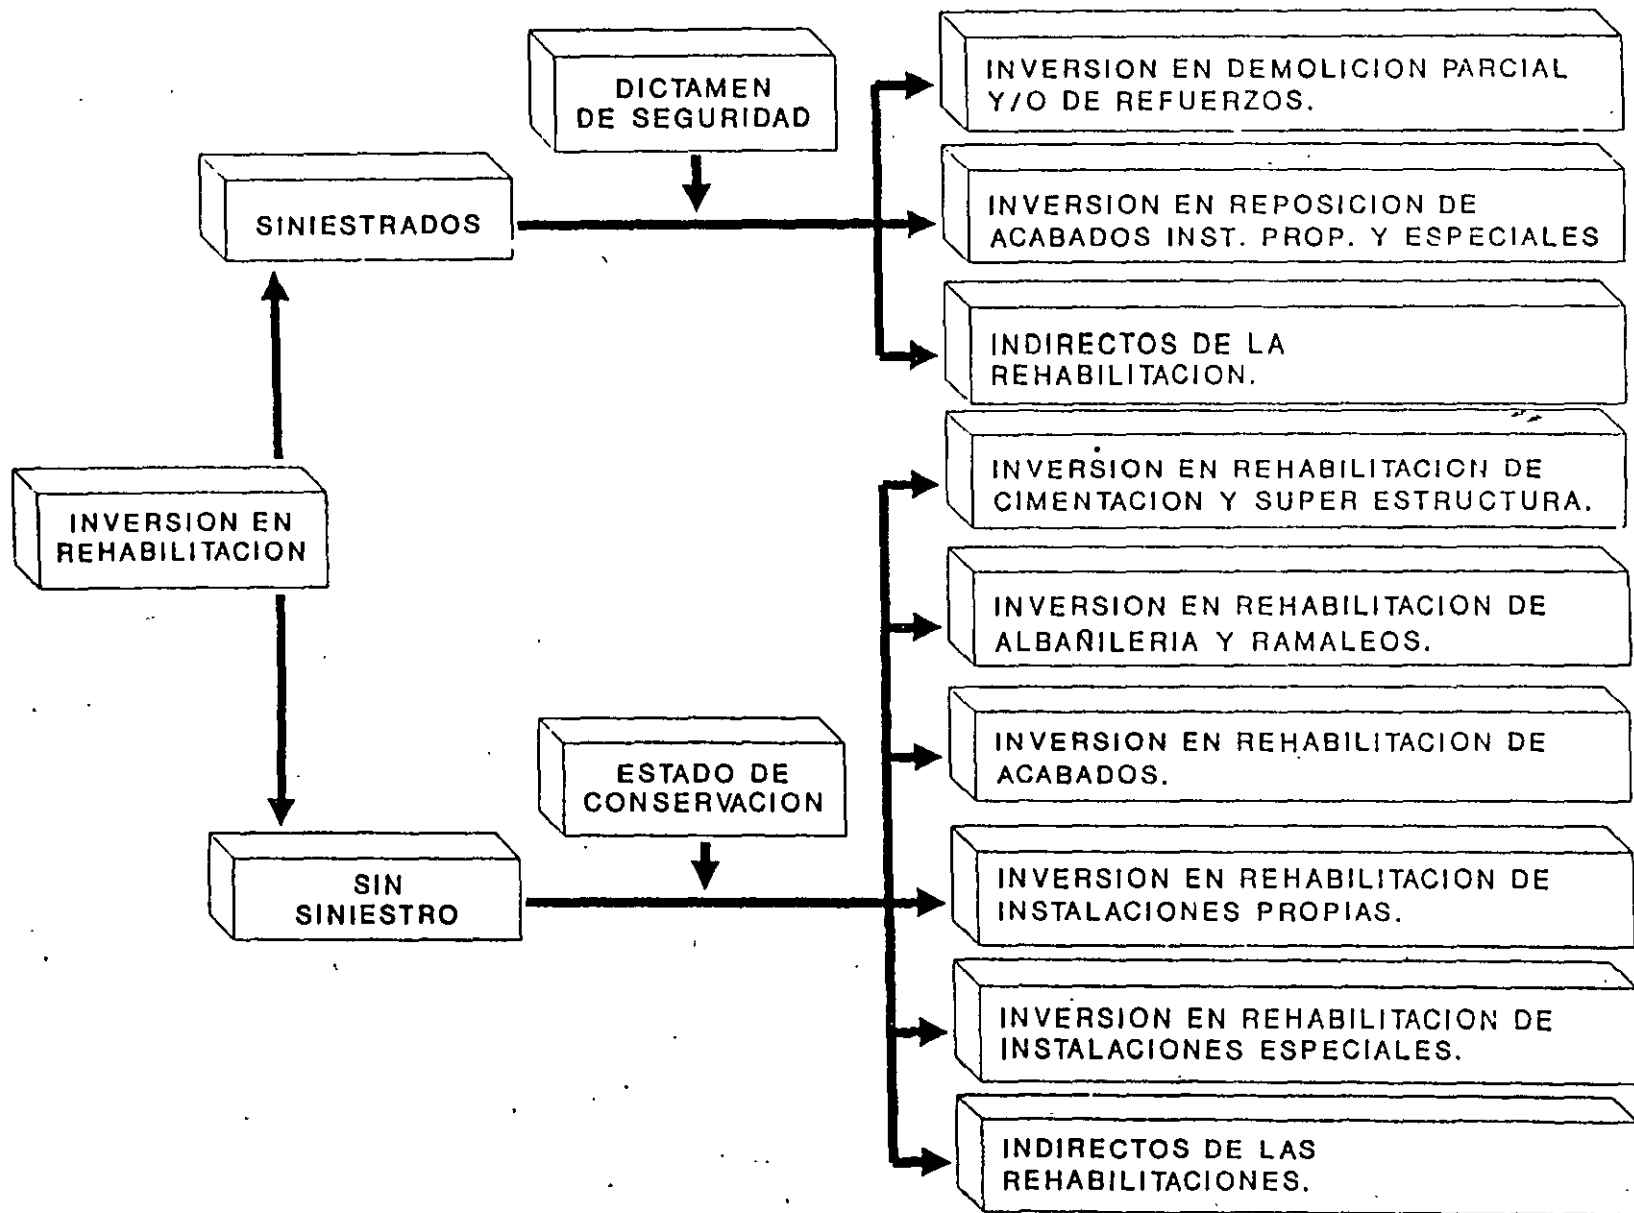 DICTAMEN
DE SEGURIDAD
SINIESTRADOS
INVERSION EN DEMOLICION PARCIAL
Y/O DE REFUERZOS.
INVERSION EN REPOSICION DE
ACABADOS INST. PROP. Y ESPECIALES
INDIRECTOS DE LA
REHABILITACION.
INVERSION EN
REHABILITACION
ESTADO DE
CONSERVACION
SIN
SINIESTRO
INVERSION EN REHABILITACION DE
CIMENTACION Y SUPER ESTRUCTURA.
INVERSION EN REHABILITACION DE
ALBAÑILERIA Y RAMALEOS.
INVERSION EN REHABILITACION DE
ACABADOS.
INVERSION EN REHABILITACION DE
INSTALACIONES PROPIAS.
INVERSION EN REHABILITACION DE
INSTALACIONES ESPECIALES.
INDIRECTOS DE LAS
REHABILITACIONES.